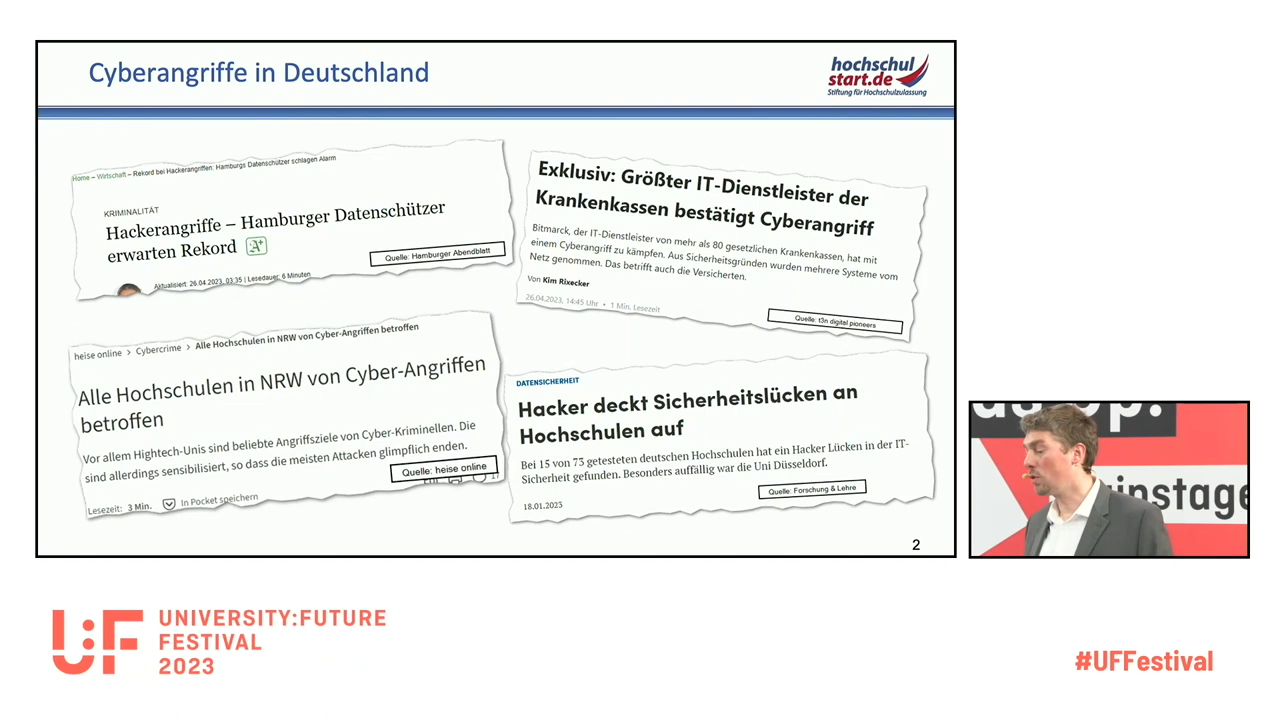 Cyberangriffe in Deutschland
hochschul
start.de
Stiftung für Hochschulzulassung
Home – Wirtschaft – Rekord bei Hackerangriffen: Hamburgs Datenschützer schlagen Alarm
KRIMINALITÄT
Hackerangriffe – Hamburger Datenschützer
erwarten Rekord A+
Quelle: Hamburger Abendblatt
Aktualisiert: 26.04.2023, 03:35 | Lesedauer: 6 Minuten
Exklusiv: Größter IT-Dienstleister der
Krankenkassen bestätigt Cyberangriff
Bitmarck, der IT-Dienstleister von mehr als 80 gesetzlichen Krankenkassen, hat mit
einem Cyberangriff zu kämpfen. Aus Sicherheitsgründen wurden mehrere Systeme vom
Netz genommen. Das betrifft auch die Versicherten.
Von Kim Rixecker
26.04.2023, 14:45 Uhr • 1 Min. Lesezeit
Quelle: t3n digital pioneers
heise online > Cybercrime > Alle Hochschulen in NRW von Cyber-Angriffen betroffen
Alle Hochschulen in NRW von Cyber-Angriffen
betroffen
Vor allem Hightech-Unis sind beliebte Angriffsziele von Cyber-Kriminellen. Die
sind allerdings sensibilisiert, so dass die meisten Attacken glimpflich enden.
Quelle: heise online
Lesezeit: 3 Min. In Pocket speichern
DATENSICHERHEIT
Hacker deckt Sicherheitslücken an
Hochschulen auf
Bei 15 von 73 getesteten deutschen Hochschulen hat ein Hacker Lücken in der IT-
Sicherheit gefunden. Besonders auffällig war die Uni Düsseldorf.
Quelle: Forschung & Lehre
18.01.2023
2
U:F
UNIVERSITY:FUTURE
FESTIVAL
2023
#UFFestival